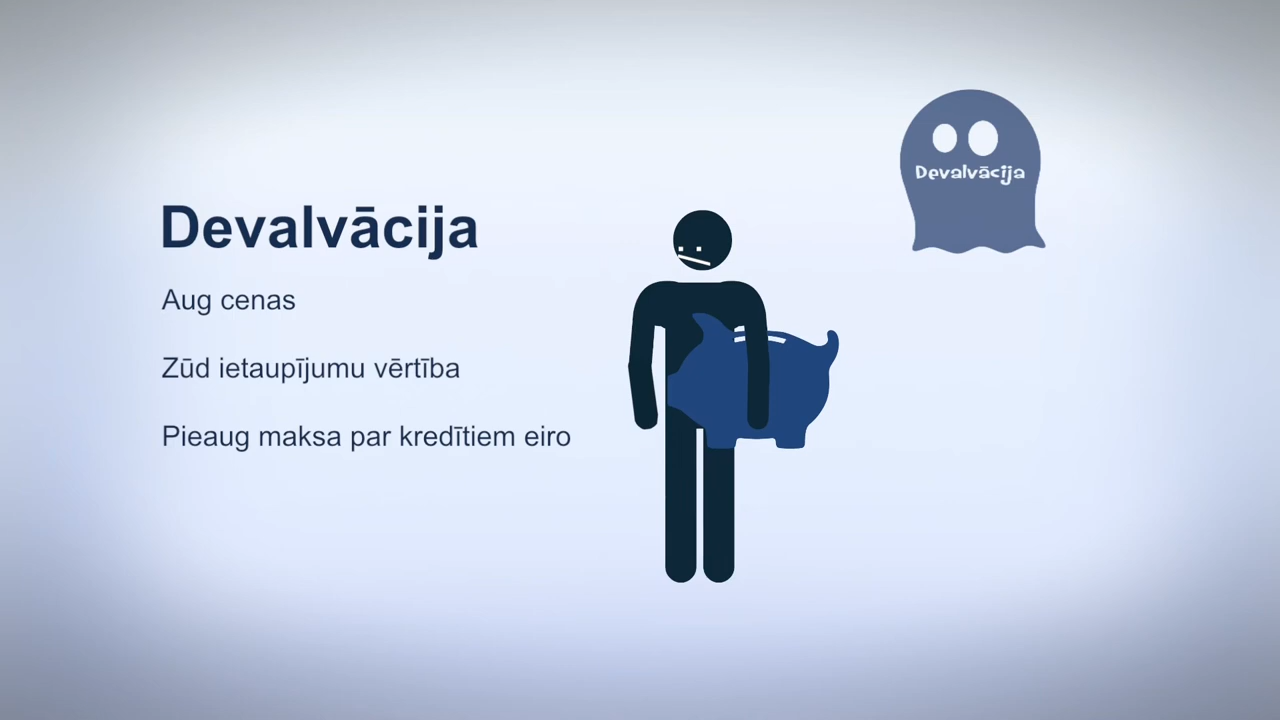 Devalvācija
Devalvācija
Aug cenas
Zūd ietaupījumu vērtība
Pieaug maksa par kredītiem eiro